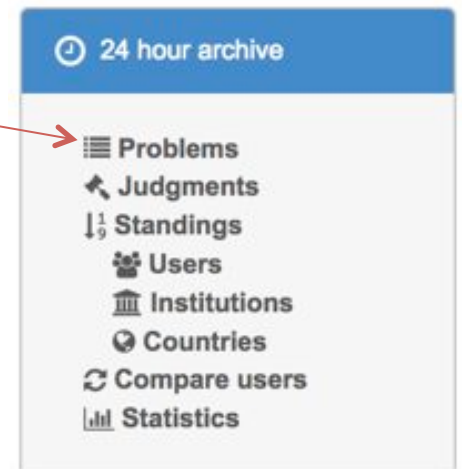 24 hour archive
Problems
Judgments
Standings
Users
Institutions
Countries
Compare users
Statistics